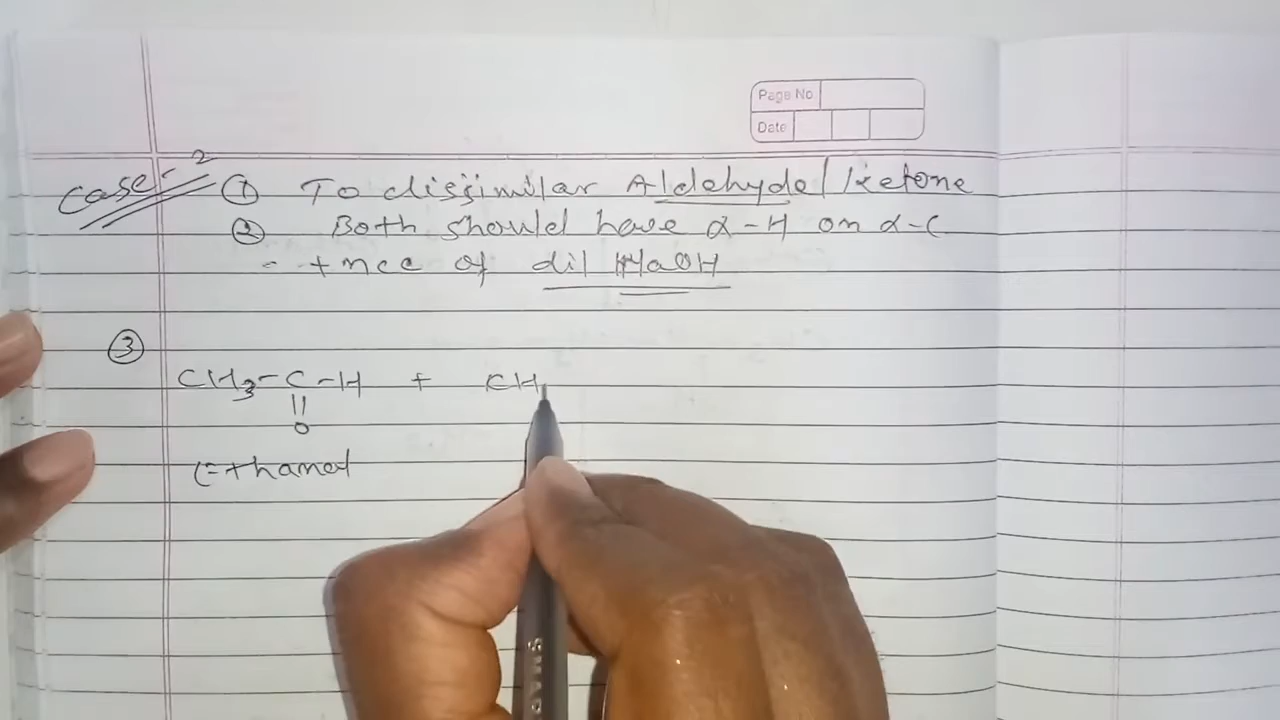 Page No
Date
Case-2
① To dissimilar Aldehyde/Ketone
② Both should have α-H on α-C
- +nce of dil NaOH
③
CH3-C-H + CH
||
O
Ethanal